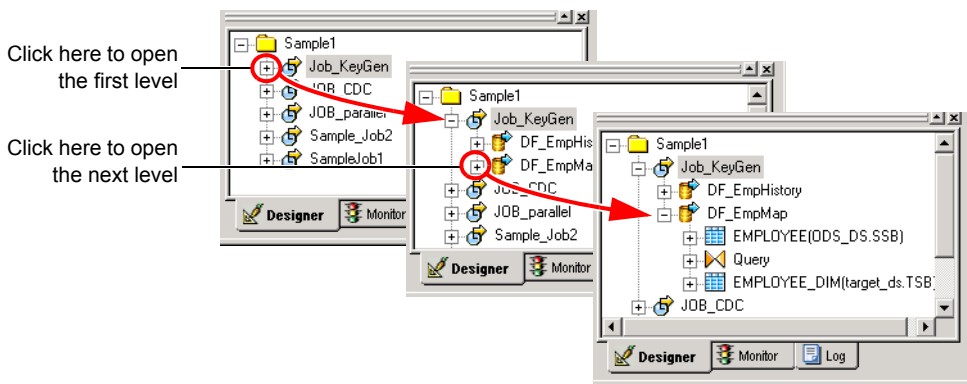 Click here to open
the first level
Click here to open
the next level
Sample1
Job_KeyGen
JOB_CDC
JOB_parallel
Sample_Job2
SampleJob1
Designer
Monitor
Sample1
Job_KeyGen
DF_EmpHis
DF_EmpMa
JOB_CDC
JOB_parallel
Sample_Job2
Designer
Monitor
Sample1
Job_KeyGen
DF_EmpHistory
DF_EmpMap
EMPLOYEE(ODS_DS.SSB)
Query
EMPLOYEE_DIM(target_ds.TSB)
JOB_CDC
Designer
Monitor
Log